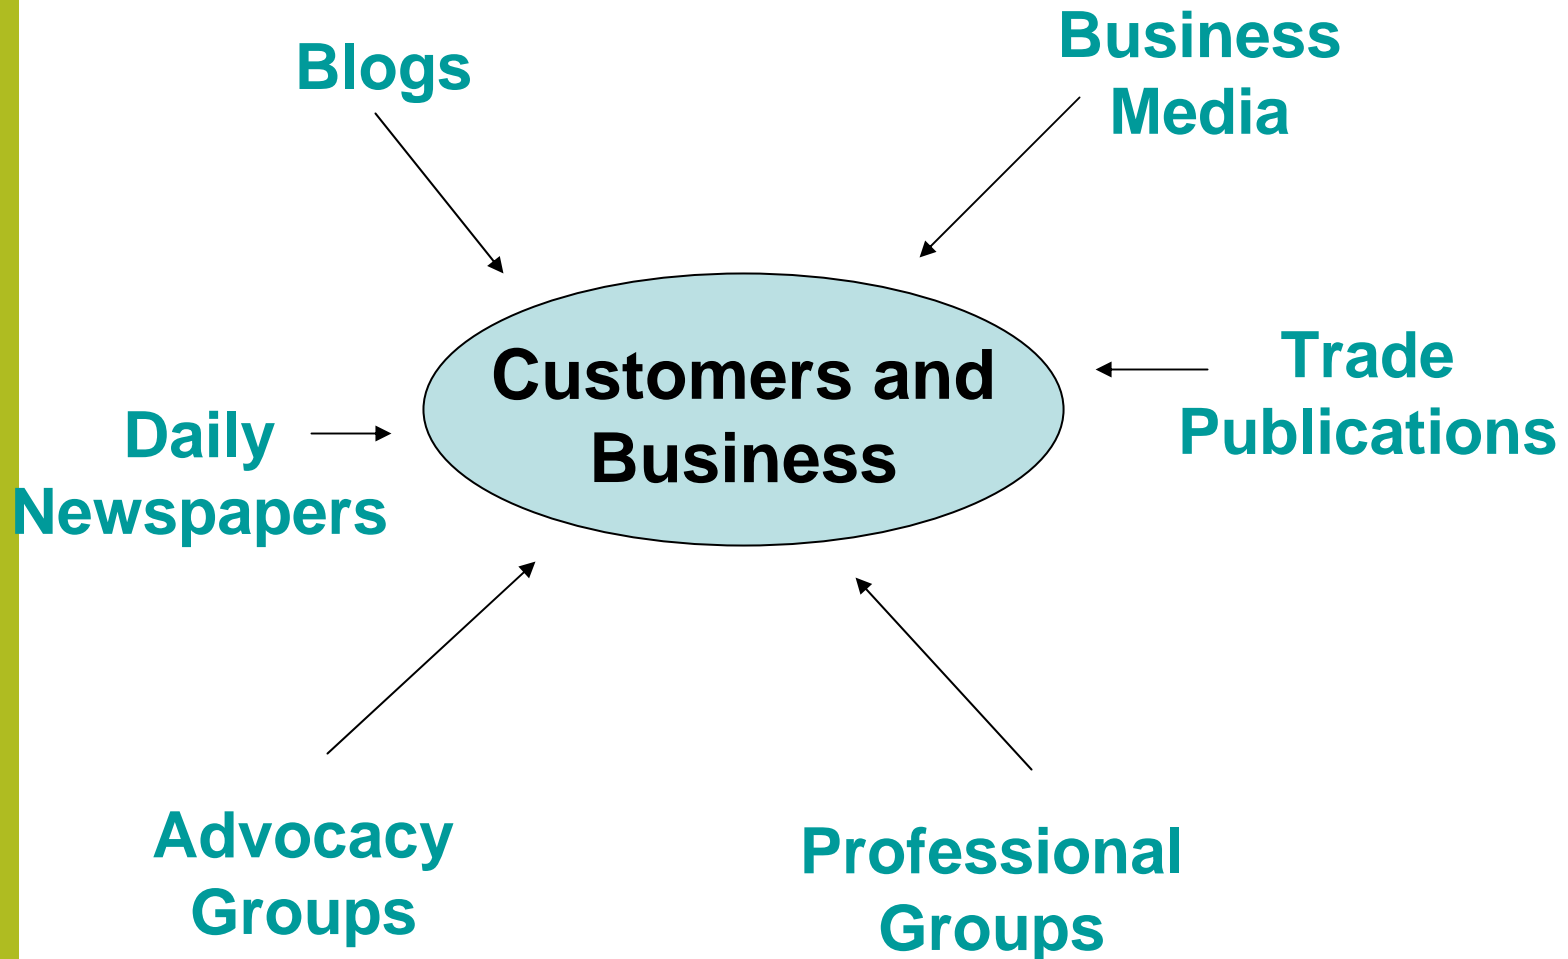 Blogs
Business
Media
Customers and
Business
Trade
Publications
Daily
Newspapers
Advocacy
Groups
Professional
Groups